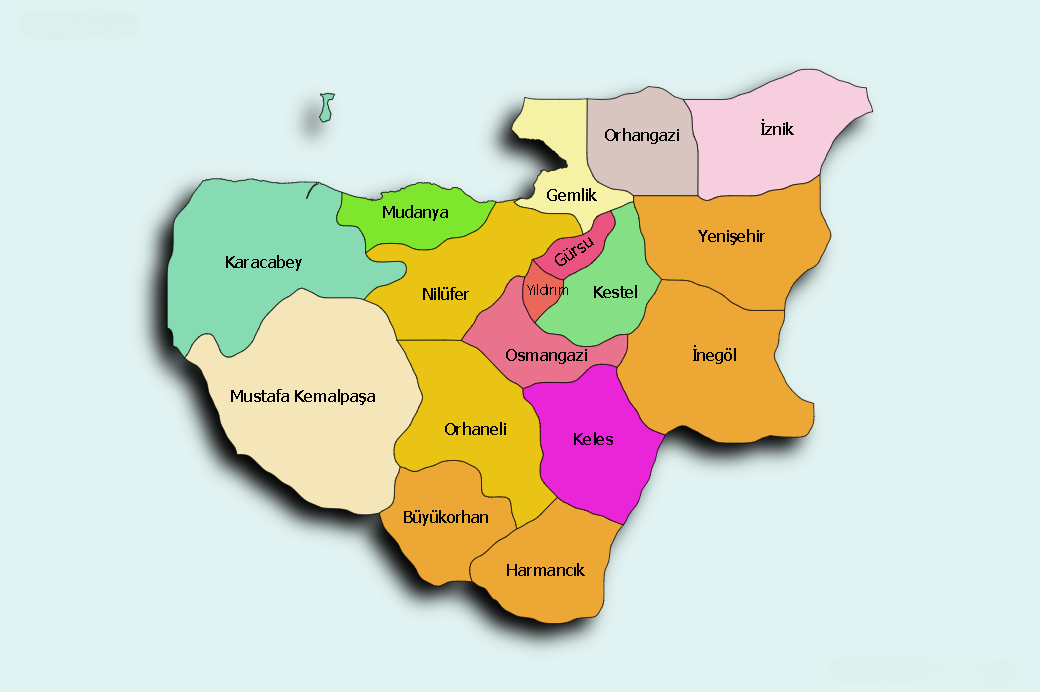 İznik
Orhangazi
Gemlik
Mudanya
Yenişehir
Gürsu
Karacabey
Nilüfer
Yıldırım
Kestel
Osmangazi
İnegöl
Mustafa Kemalpaşa
Orhaneli
Keles
Büyükorhan
Harmancık